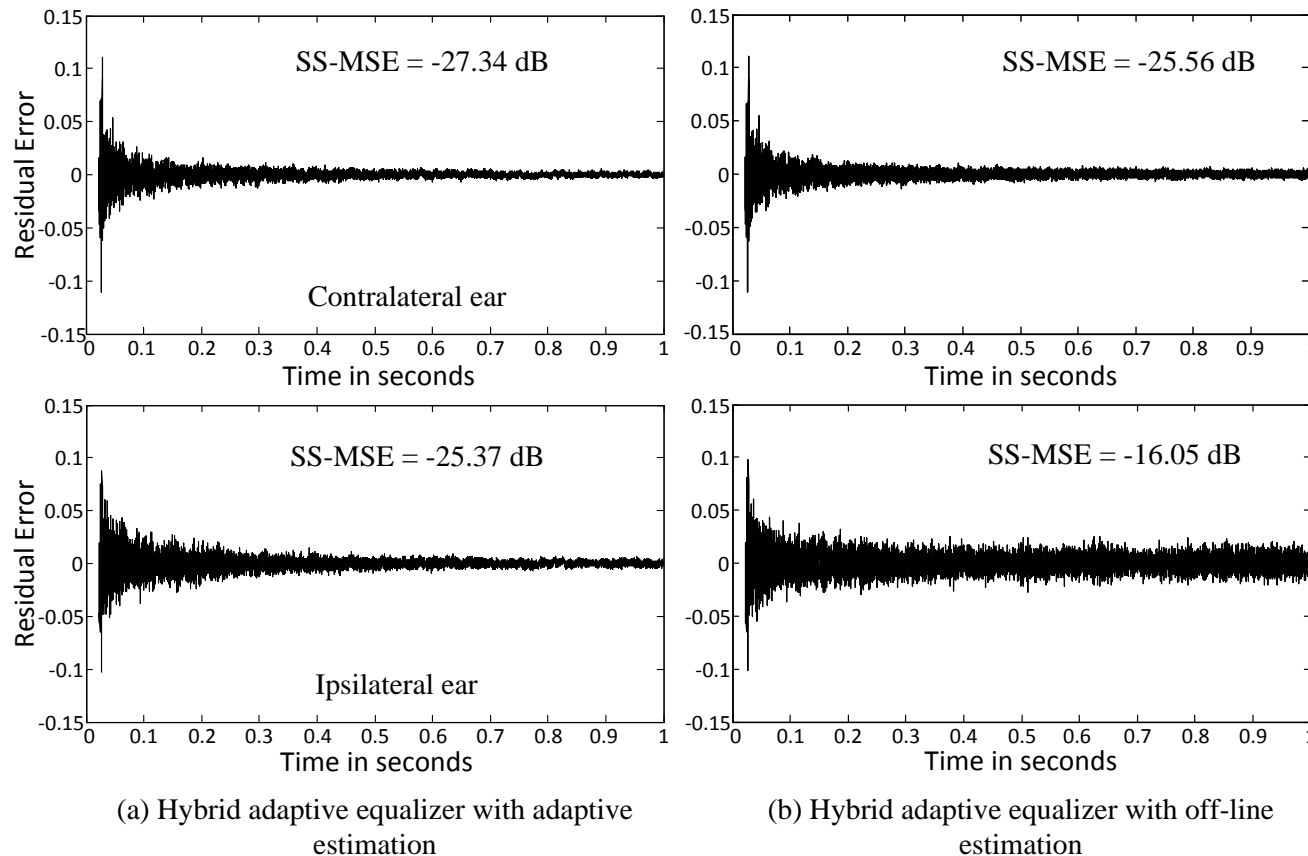 0.15
0.1
0.05
0
-0.05
-0.1
-0.15
Residual Error
SS-MSE = -27.34 dB
Contralateral ear
0 0.1 0.2 0.3 0.4 0.5 0.6 0.7 0.8 0.9 1
Time in seconds
0.15
0.1
0.05
0
-0.05
-0.1
-0.15
SS-MSE = -25.56 dB
0 0.1 0.2 0.3 0.4 0.5 0.6 0.7 0.8 0.9
Time in seconds
0.15
0.1
0.05
0
-0.05
-0.1
-0.15
Residual Error
SS-MSE = -25.37 dB
Ipsilateral ear
0 0.1 0.2 0.3 0.4 0.5 0.6 0.7 0.8 0.9 1
Time in seconds
0.15
0.1
0.05
0
-0.05
-0.1
-0.15
SS-MSE = -16.05 dB
0 0.1 0.2 0.3 0.4 0.5 0.6 0.7 0.8 0.9 1
Time in seconds
(a) Hybrid adaptive equalizer with adaptive
estimation
(b) Hybrid adaptive equalizer with off-line
estimation